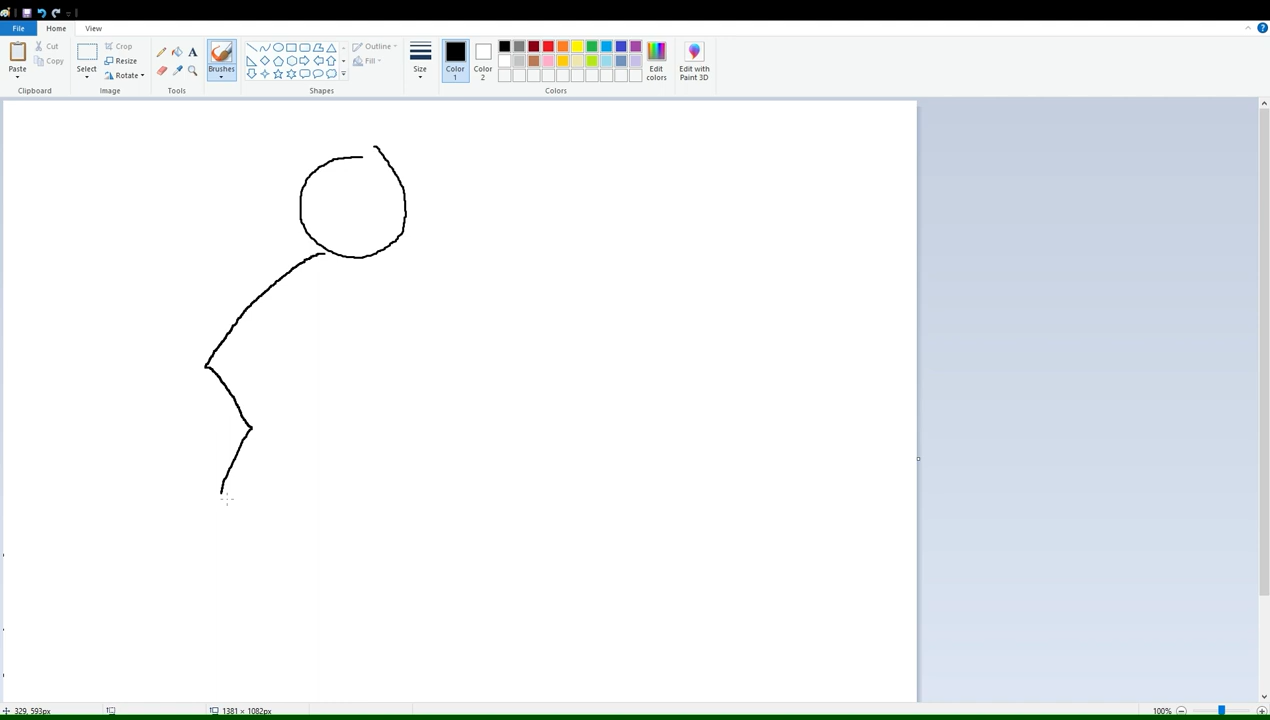 File Home View
Paste Cut Copy Select Crop Resize Rotate A Brushes Outline Fill Size Color 1 Color 2 Edit colors Edit with Paint 3D
Clipboard Image Tools Shapes Colors
329, 593px 1381 × 1082px 100%